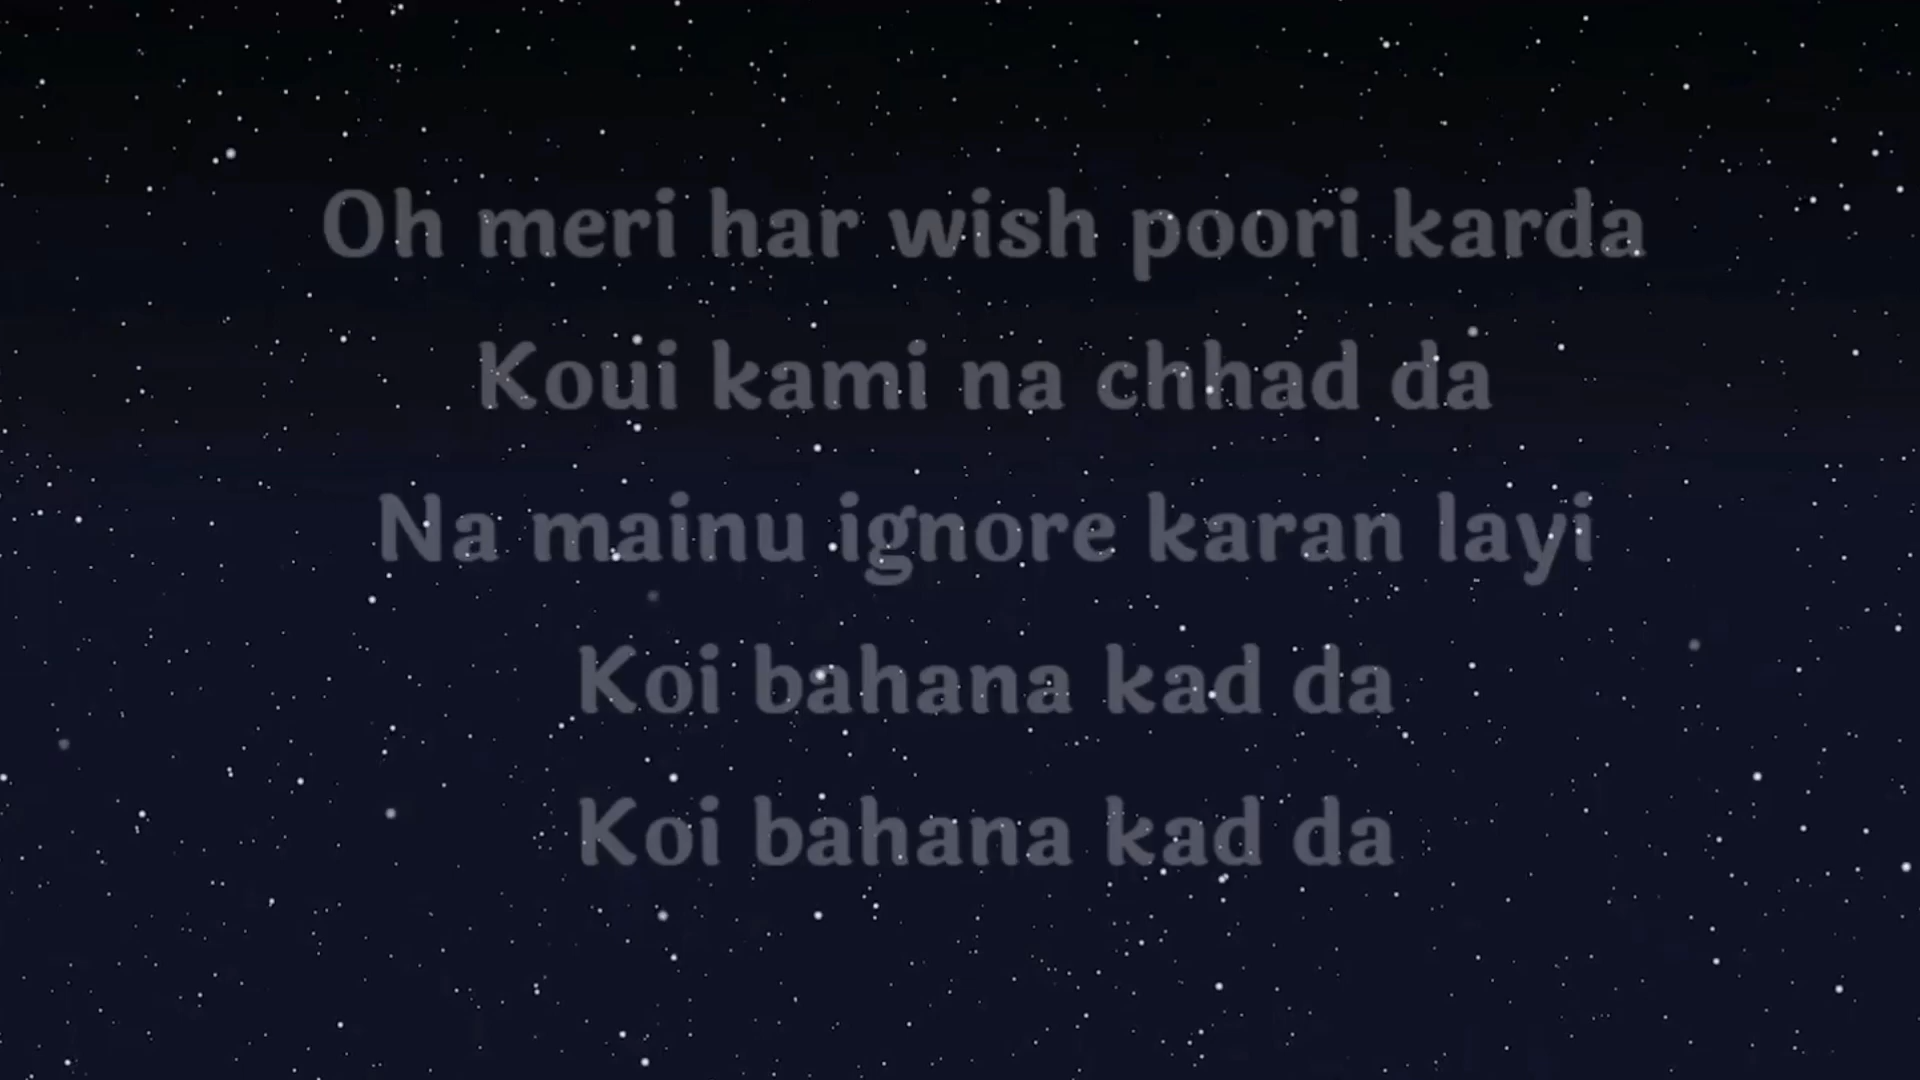 Oh meri har wish poori karda
Koui kami na chhad da
Na mainu ignore karan layi
Koi bahana kad da
Koi bahana kad da